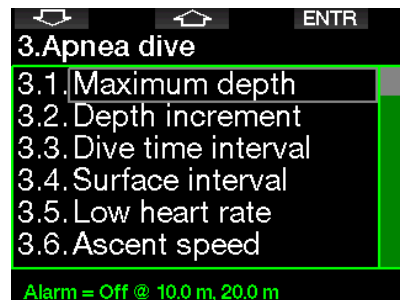 ENTR
3.Apnea dive
3.1.Maximum depth
3.2.Depth increment
3.3.Dive time interval
3.4.Surface interval
3.5.Low heart rate
3.6.Ascent speed
Alarm = Off @ 10.0 m, 20.0 m